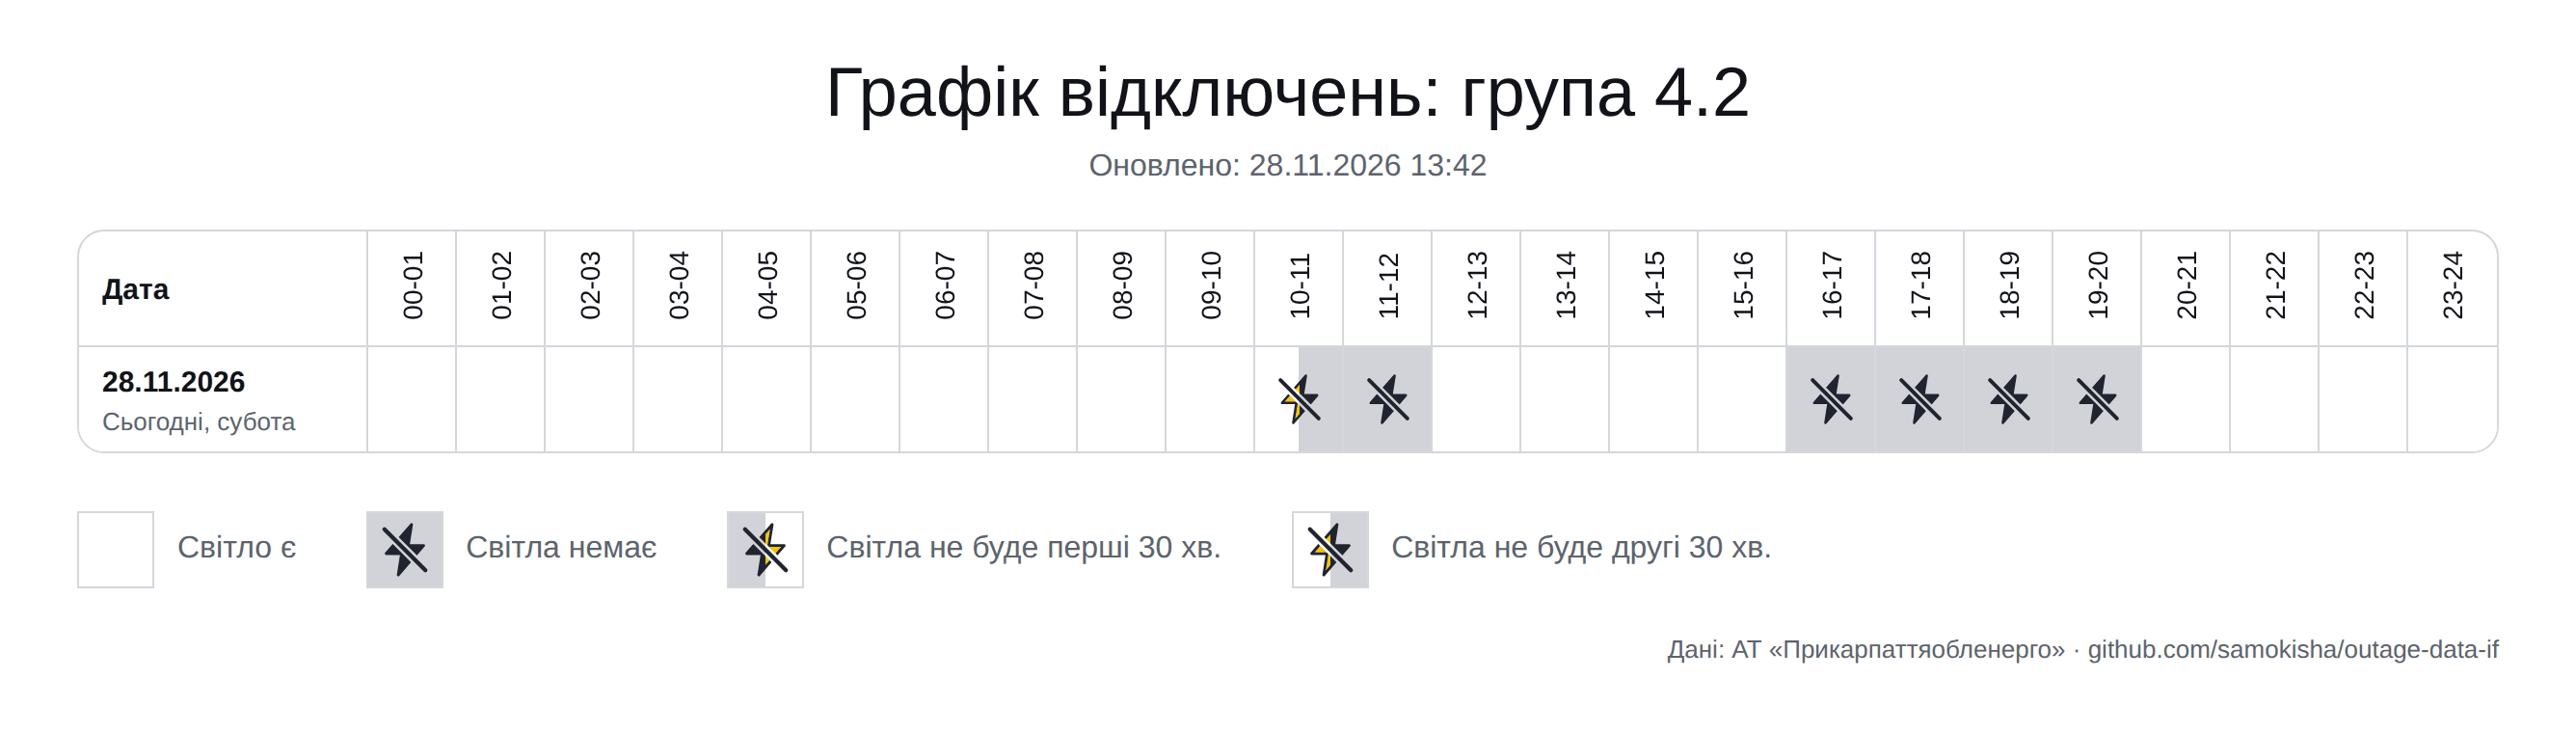 Графік відключень: група 4.2
Оновлено: 28.11.2026 13:42
Дата 00-01 01-02 02-03 03-04 04-05 05-06 06-07 07-08 08-09 09-10 10-11 11-12 12-13 13-14 14-15 15-16 16-17 17-18 18-19 19-20 20-21 21-22 22-23 23-24
28.11.2026
Сьогодні, субота
Світло є Світла немає Світла не буде перші 30 хв. Світла не буде другі 30 хв.
Дані: АТ «Прикарпаттяобленерго» · github.com/samokisha/outage-data-if